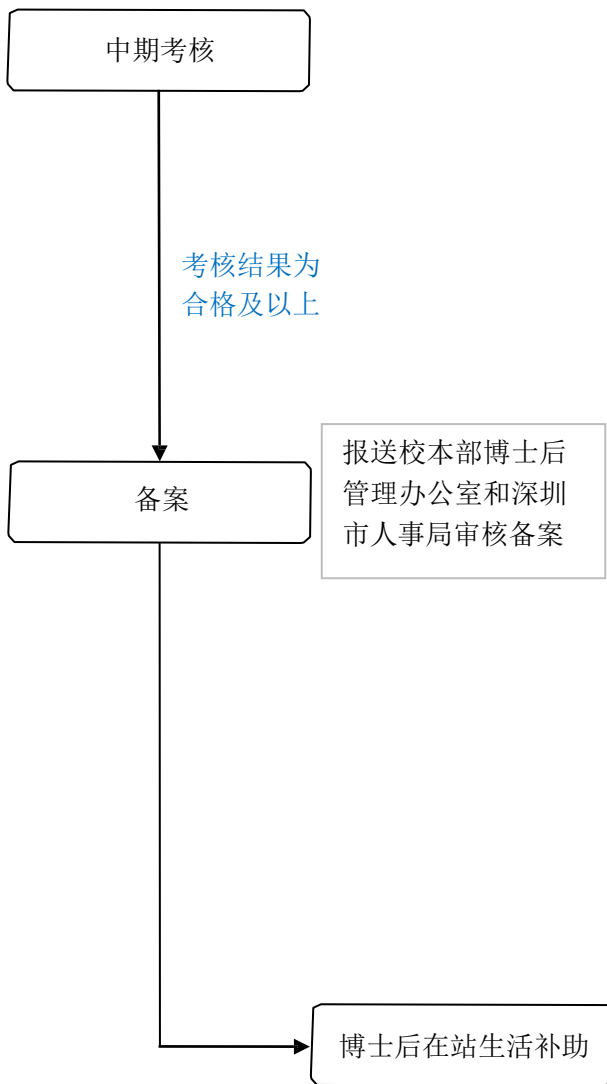 中期考核
考核结果为
合格及以上
备案
报送校本部博士后
管理办公室和深圳
市人事局审核备案
博士后在站生活补助